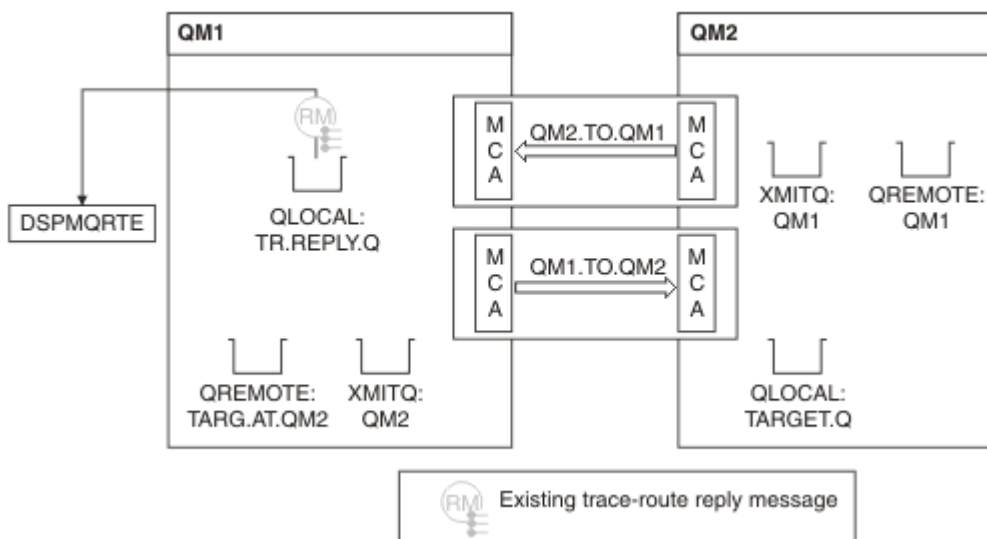 QM1
QM2
RM
M
C
A
QM2.TO.QM1
M
C
A
DSPMQRTE
QLOCAL:
TR.REPLY.Q
XMITQ:
QM1
QREMOTE:
QM1
M
C
A
QM1.TO.QM2
M
C
A
QREMOTE:
TARG.AT.QM2
XMITQ:
QM2
QLOCAL:
TARGET.Q
RM
Existing trace-route reply message